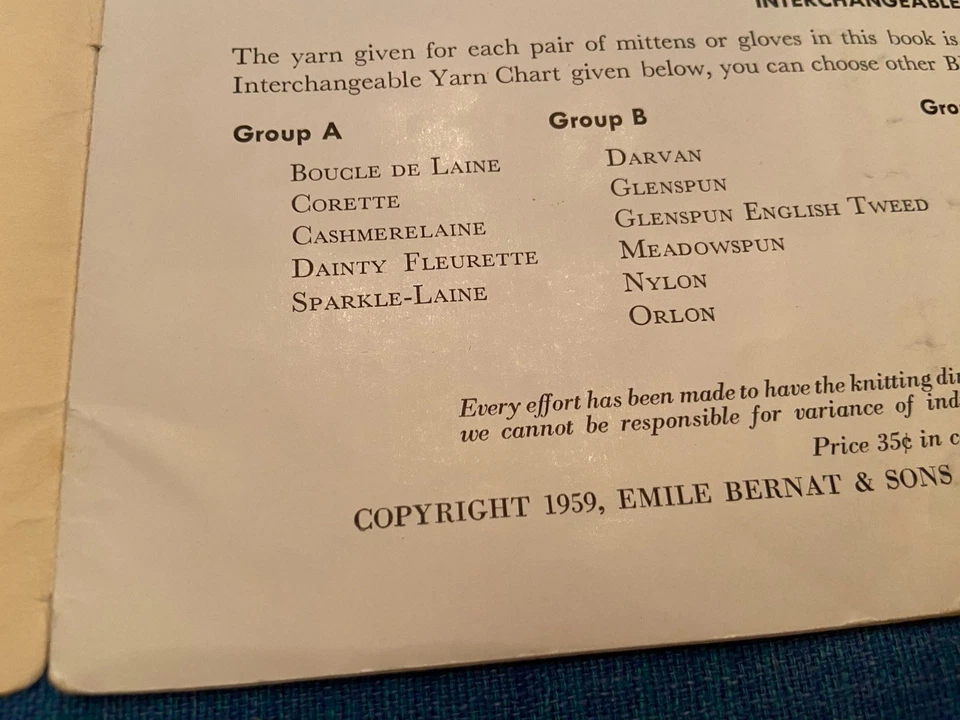 INTERCHANGEABLE
The yarn given for each pair of mittens or gloves in this book is
Interchangeable Yarn Chart given below, you can choose other
Group A
BOUCLE DE LAINE
CORETTE
CASHMERELAINE
DAINTY FLEURETTE
SPARKLE-LAINE
Group B
DARVAN
GLENSPUN
GLENSPUN ENGLISH TWEED
MEADOWSPUN
NYLON
ORLON
Every effort has been made to have the knitting
we cannot be responsible for variance of
Price 35¢ in
COPYRIGHT 1959, EMILE BERNAT & SONS